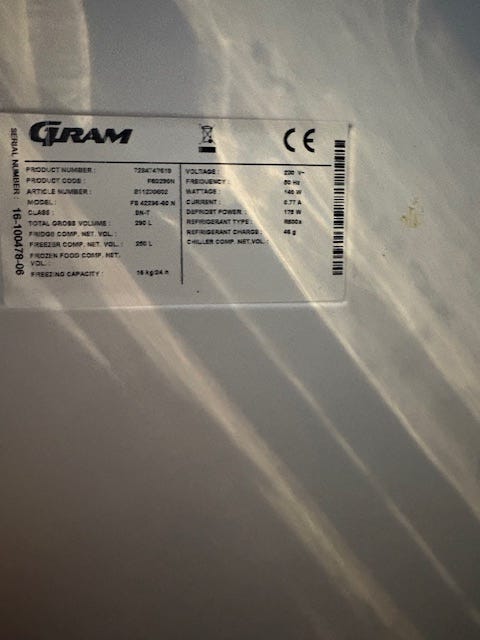 GRAM
CE
SERIAL NUMBER : 16-100478-06
PRODUCT NUMBER : 7284747619
PRODUCT CODE :
ARTICLE NUMBER :
MODEL : FS 42296-60 N
CLASS : SN-T
TOTAL GROSS VOLUME : 290 L
FRIDGE COMP. NET. VOL. :
FREEZER COMP. NET. VOL. : 250 L
FROZEN FOOD COMP. NET.
VOL. :
FREEZING CAPACITY : 16 kg/24 h
VOLTAGE : 230 V~
FREQUENCY : 50 Hz
WATTAGE : 140 W
CURRENT : 0.77 A
DEFROST POWER : 175 W
REFRIGERANT TYPE : R600a
REFRIGERANT CHARGE :
CHILLER COMP. NET.VOL. :